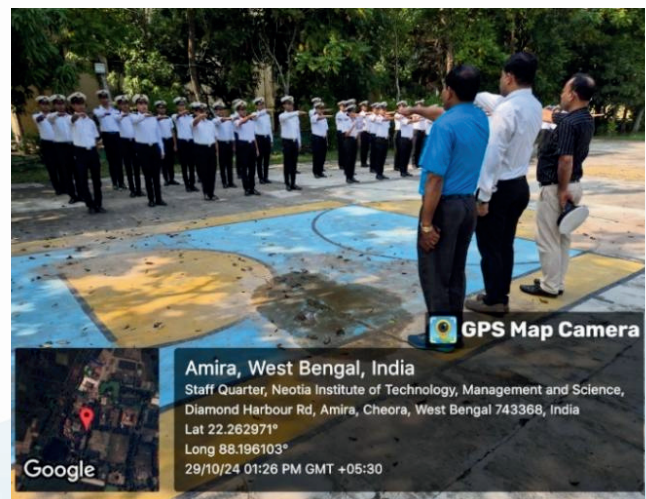 GPS Map Camera
Amira, West Bengal, India
Staff Quarter, Neotia Institute of Technology, Management and Science,
Diamond Harbour Rd, Amira, Cheora, West Bengal 743368, India
Lat 22.262971°
Long 88.196103°
29/10/24 01:26 PM GMT +05:30
Google